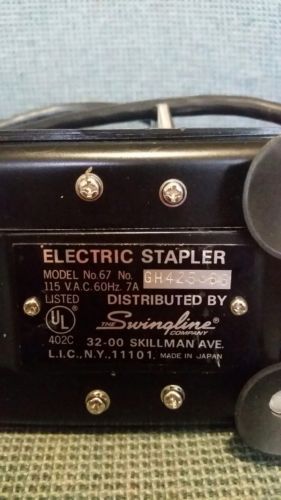 ELECTRIC STAPLER
MODEL No.67 No.
115 V.A.C. 60Hz. 7A
LISTED DISTRIBUTED BY
UL THE Swingline ®
COMPANY
402C 32-00 SKILLMAN AVE.
L.I.C., N.Y., 11101. MADE IN JAPAN